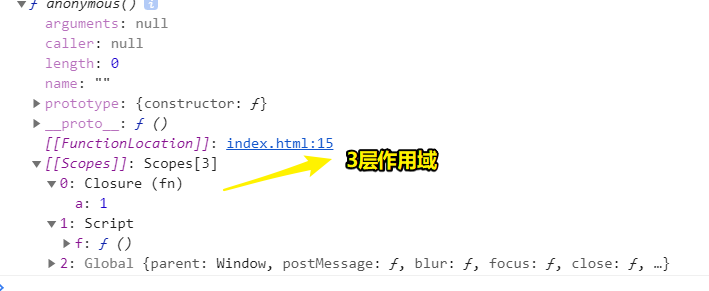 ▼ƒ anonymous() i
arguments: null
caller: null
length: 0
name: ""
▶prototype: {constructor: ƒ}
▶__proto__: ƒ ()
[[FunctionLocation]]: index.html:15
▼[[Scopes]]: Scopes[3]
3层作用域
▼0: Closure (fn)
a: 1
▼1: Script
▶f: ƒ ()
▶2: Global {parent: Window, postMessage: ƒ, blur: ƒ, focus: ƒ, close: ƒ, …}